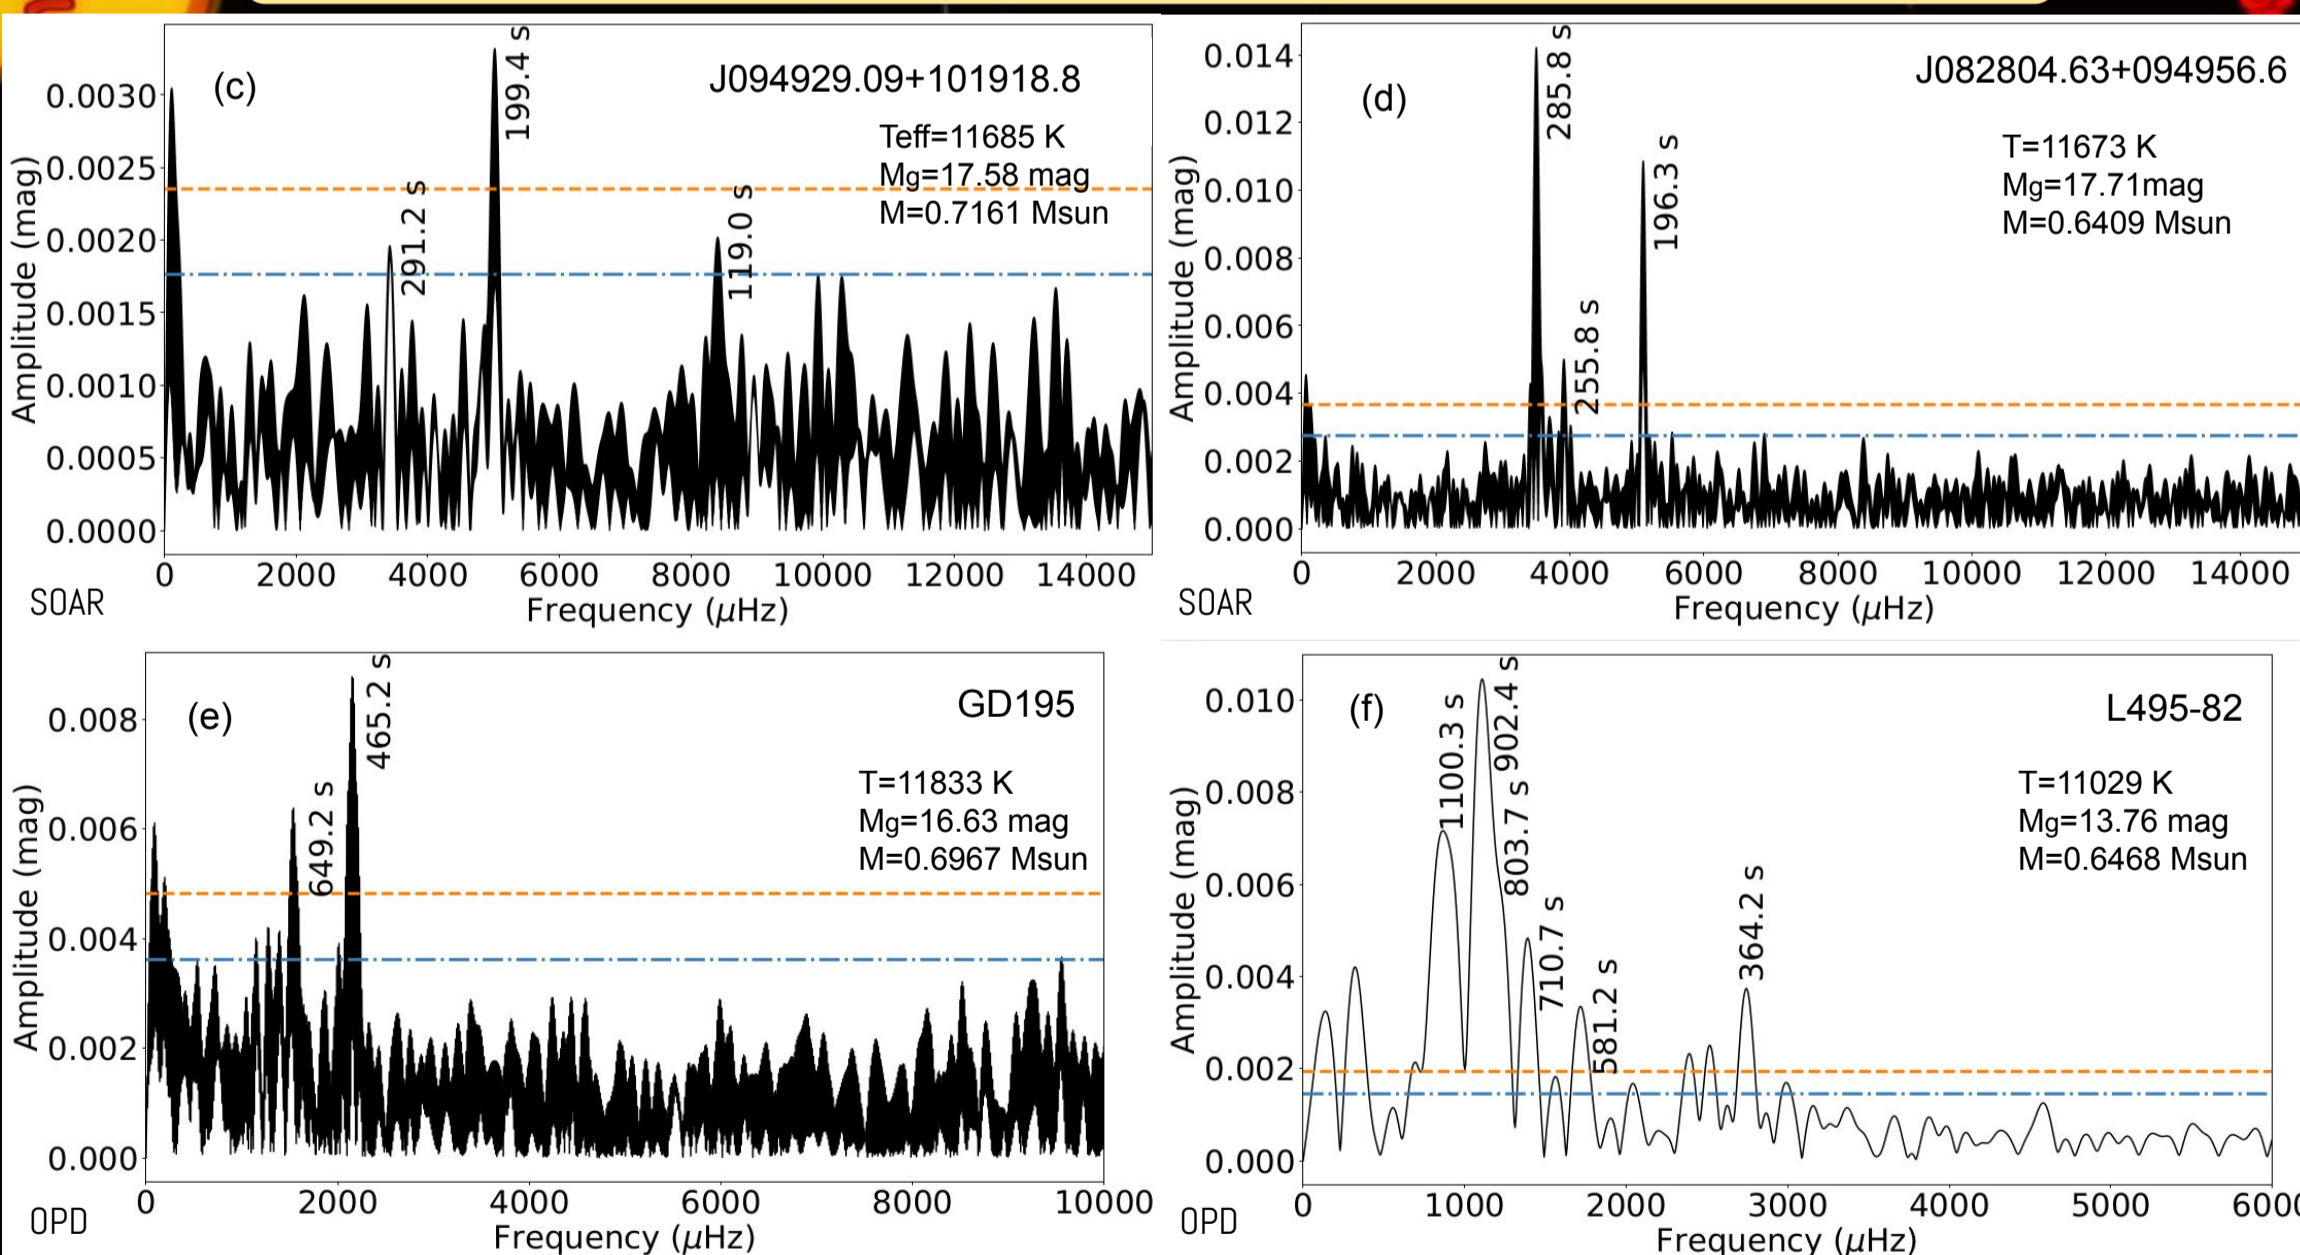 (c)
J094929.09+101918.8
Teff=11685 K
Mg=17.58 mag
M=0.7161 Msun
291.2 s
199.4 s
119.0 s
Amplitude (mag)
0.0030
0.0025
0.0020
0.0015
0.0010
0.0005
0.0000
0 2000 4000 6000 8000 10000 12000 14000
Frequency (μHz)
SOAR
(d)
J082804.63+094956.6
T=11673 K
Mg=17.71mag
M=0.6409 Msun
285.8 s
255.8 s
196.3 s
Amplitude (mag)
0.014
0.012
0.010
0.008
0.006
0.004
0.002
0.000
0 2000 4000 6000 8000 10000 12000 14000
Frequency (μHz)
SOAR
(e)
GD195
T=11833 K
Mg=16.63 mag
M=0.6967 Msun
649.2 s
465.2 s
Amplitude (mag)
0.008
0.006
0.004
0.002
0.000
0 2000 4000 6000 8000 10000
Frequency (μHz)
OPD
(f)
L495-82
T=11029 K
Mg=13.76 mag
M=0.6468 Msun
1100.3 s
902.4 s
803.7 s
710.7 s
581.2 s
364.2 s
Amplitude (mag)
0.010
0.008
0.006
0.004
0.002
0.000
0 1000 2000 3000 4000 5000 6000
Frequency (μHz)
OPD